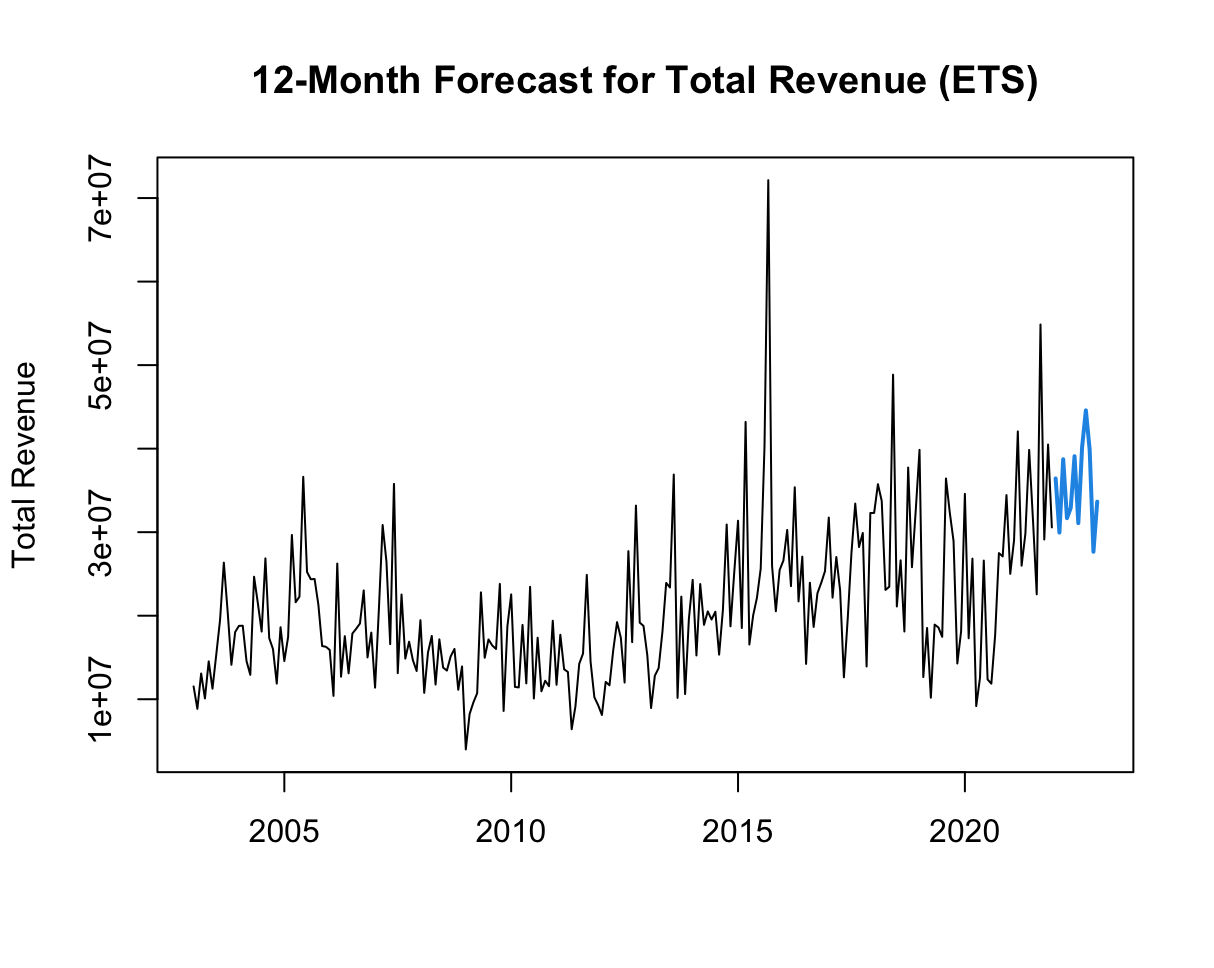 12-Month Forecast for Total Revenue (ETS)
Total Revenue
7e+07
5e+07
3e+07
1e+07
2005 2010 2015 2020